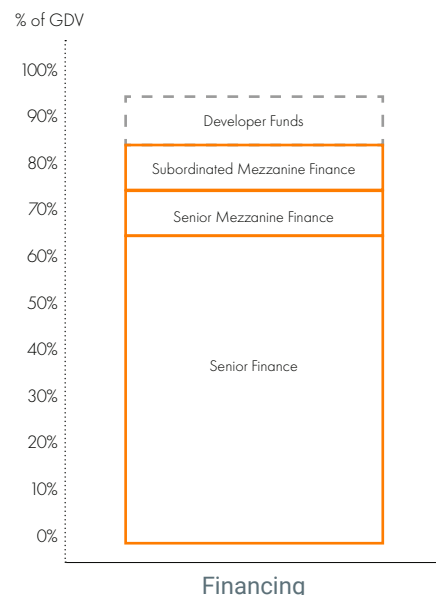 % of GDV
100%
90%
80%
70%
60%
50%
40%
30%
20%
10%
0%
Developer Funds
Subordinated Mezzanine Finance
Senior Mezzanine Finance
Senior Finance
Financing